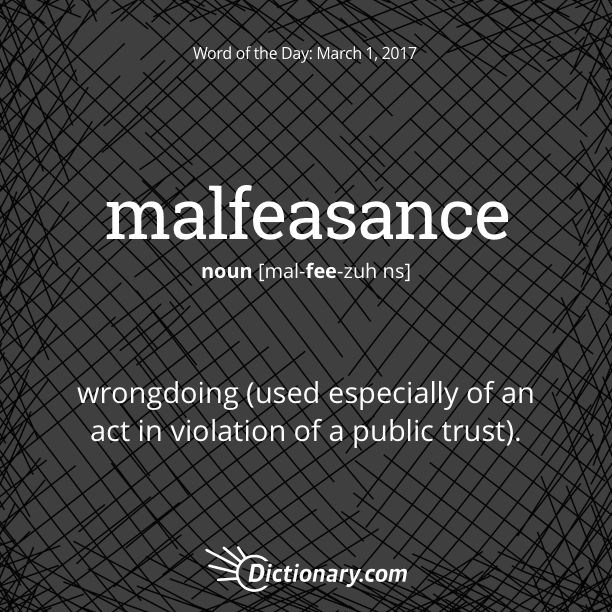 Word of the Day: March 1, 2017
malfeasance
noun [mal-fee-zuh ns]
wrongdoing (used especially of an
act in violation of a public trust).
Dictionary.com